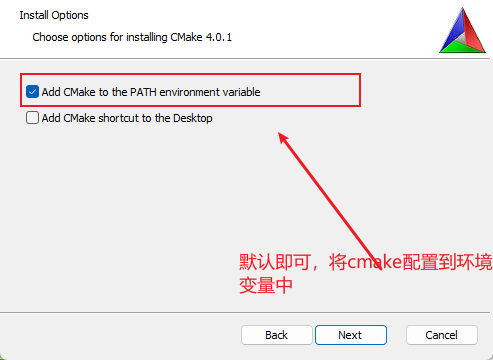 Install Options
Choose options for installing CMake 4.0.1
Add CMake to the PATH environment variable
Add CMake shortcut to the Desktop
默认即可，将cmake配置到环境
变量中
Back
Next
Cancel